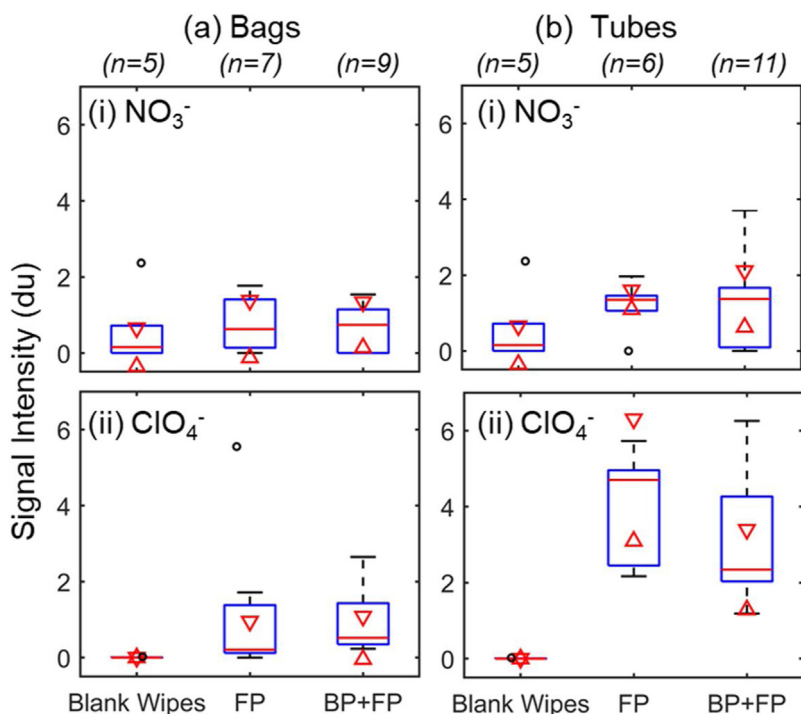 (a) Bags
(b) Tubes
(n=5) (n=7) (n=9)
(n=5) (n=6) (n=11)
Signal Intensity (du)
(i) NO₃⁻
6
4
2
0
(i) NO₃⁻
6
4
2
0
(ii) ClO₄⁻
6
4
2
0
(ii) ClO₄⁻
6
4
2
0
Blank Wipes FP BP+FP
Blank Wipes FP BP+FP